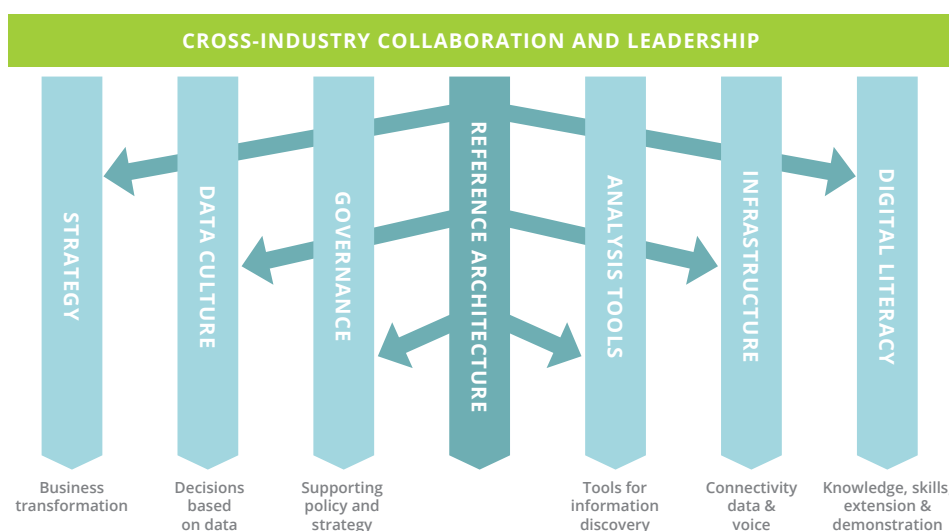 CROSS-INDUSTRY COLLABORATION AND LEADERSHIP
STRATEGY
DATA CULTURE
GOVERNANCE
REFERENCE ARCHITECTURE
ANALYSIS TOOLS
INFRASTRUCTURE
DIGITAL LITERACY
Business
transformation
Decisions
based
on data
Supporting
policy and
strategy
Tools for
information
discovery
Connectivity
data &
voice
Knowledge, skills,
extension &
demonstration